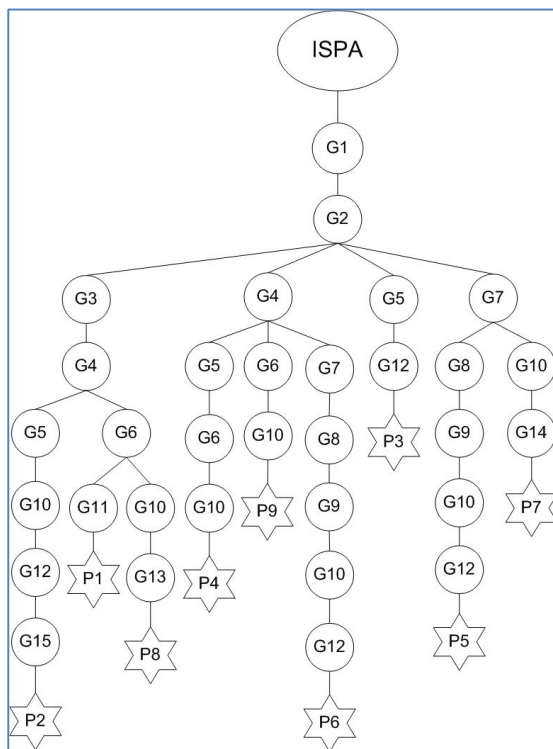 ISPA
G1
G2
G3 G4 G5 G7
G4 G5 G6 G7 G12 G8 G10
G5 G6 G6 G10 G8 P3 G9 G14
G10 G11 G10 G10 P9 G9 G10 P7
G12 P1 G13 P4 G10 G12
G15 P8 G12 P5
P2 P6